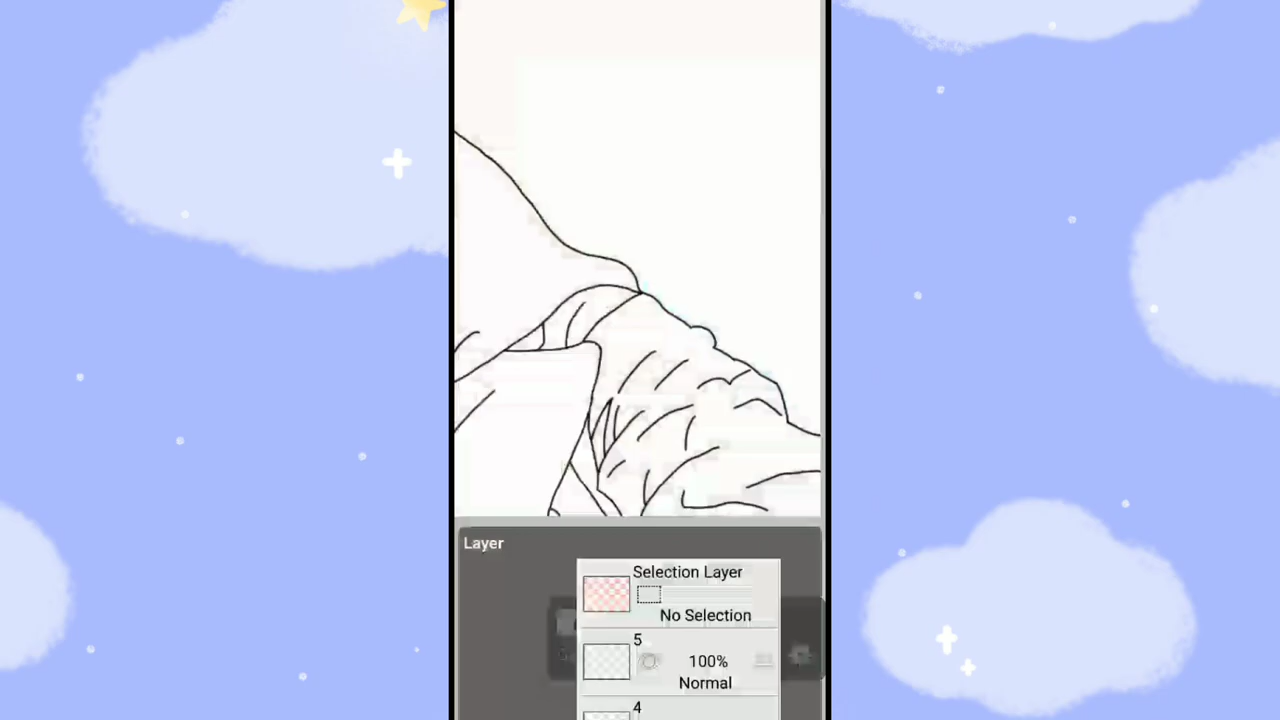 Layer
Selection Layer
No Selection
5
100%
Normal
4